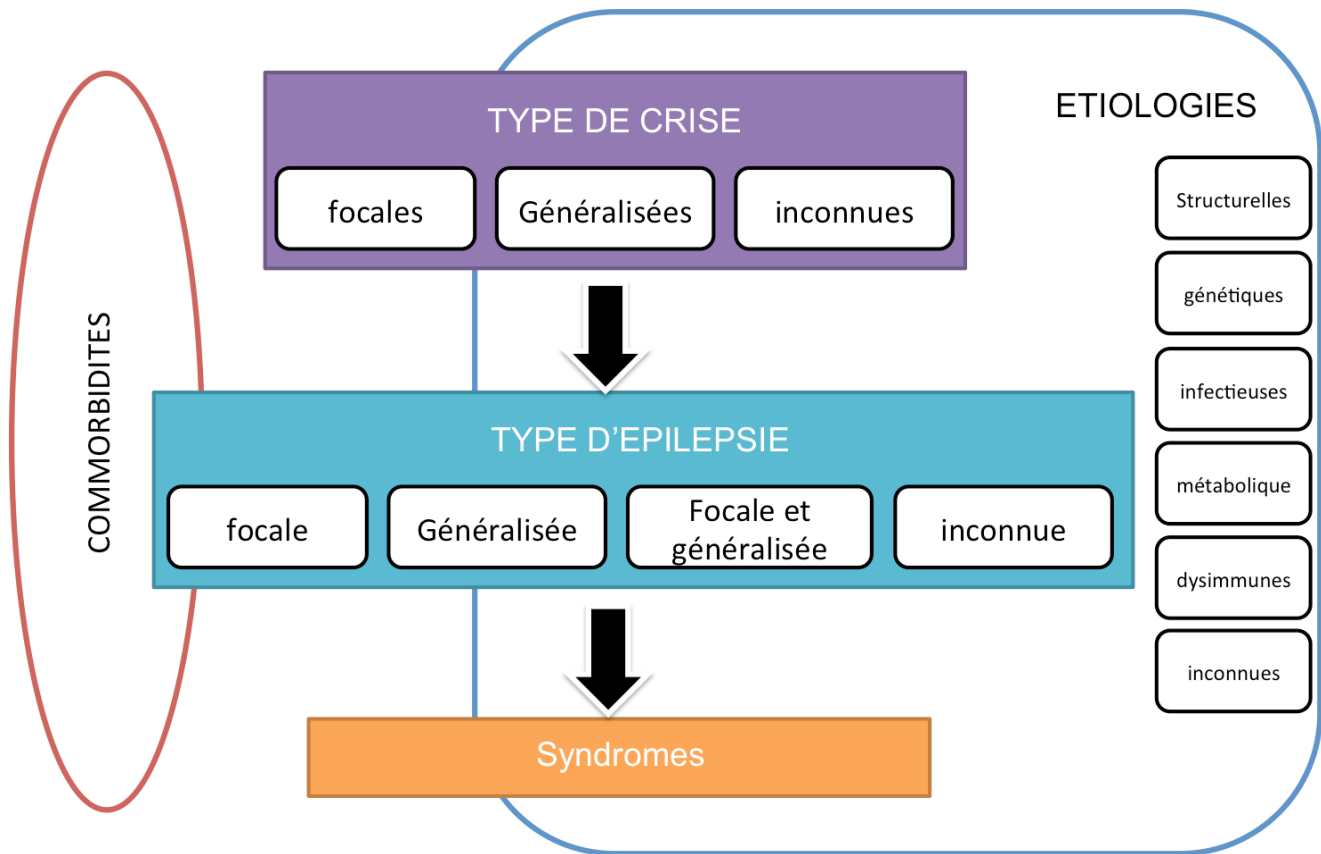 TYPE DE CRISE
focales
Généralisées
inconnues
COMMORBIDITES
TYPE D’EPILEPSIE
focale
Généralisée
Focale et
généralisée
inconnue
Syndromes
ETIOLOGIES
Structurelles
génétiques
infectieuses
métabolique
dysimmunes
inconnues